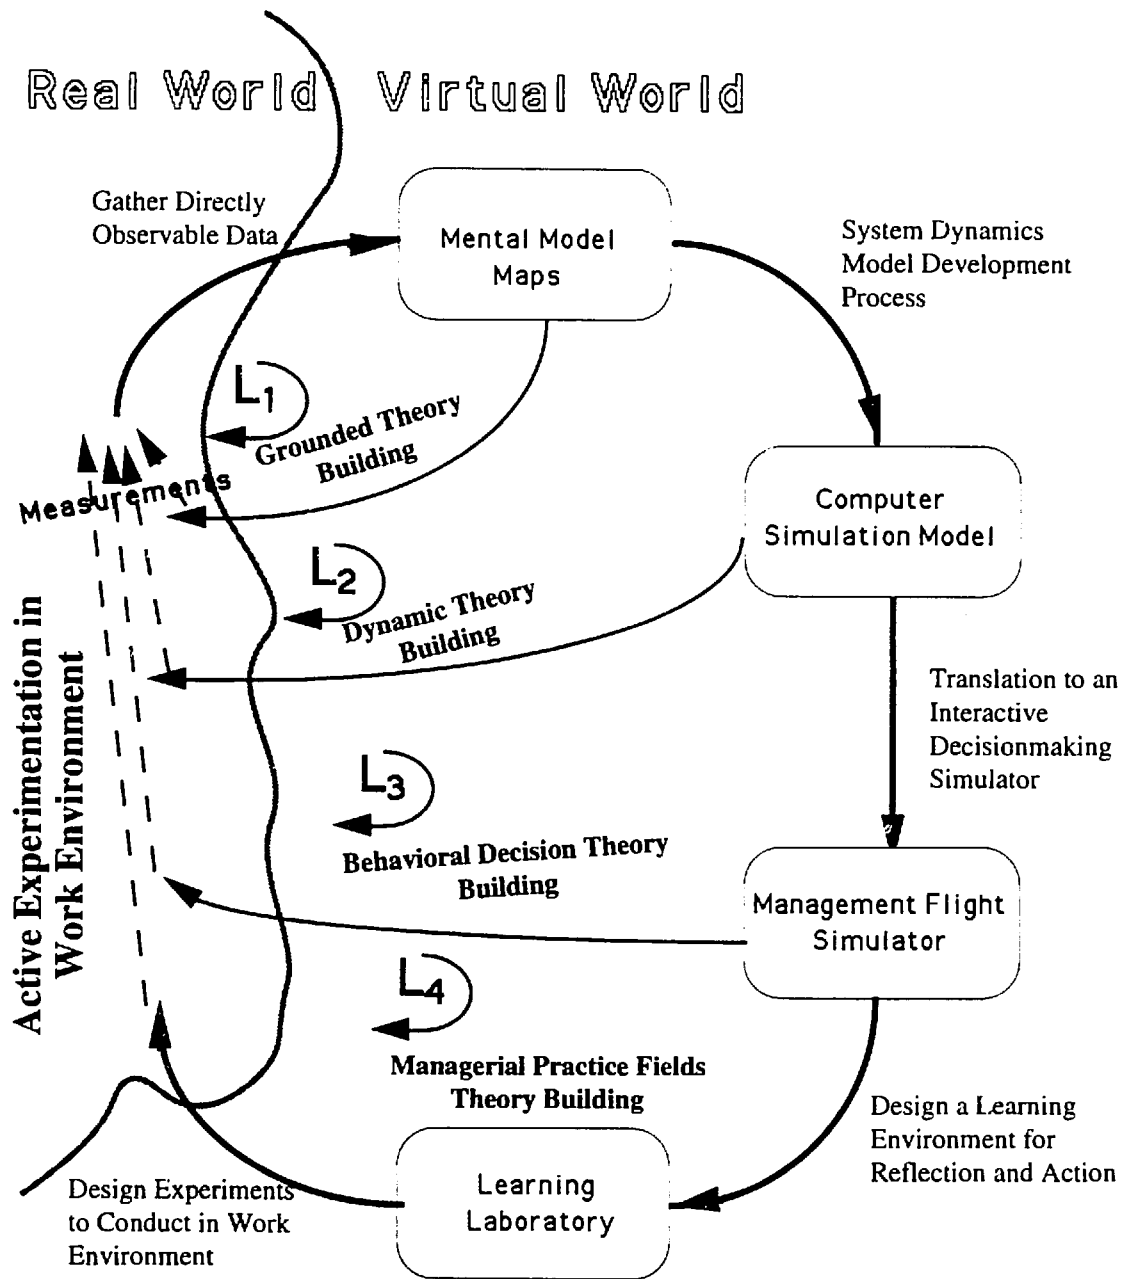 Real World
Virtual World
Gather Directly
Observable Data
Mental Model
Maps
System Dynamics
Model Development
Process
L1
Grounded Theory
Building
Measurements
Computer
Simulation Model
L2
Dynamic Theory
Building
Active Experimentation in
Work Environment
Translation to an
Interactive
Decisionmaking
Simulator
L3
Behavioral Decision Theory
Building
Management Flight
Simulator
L4
Managerial Practice Fields
Theory Building
Design a Learning
Environment for
Reflection and Action
Learning
Laboratory
Design Experiments
to Conduct in Work
Environment